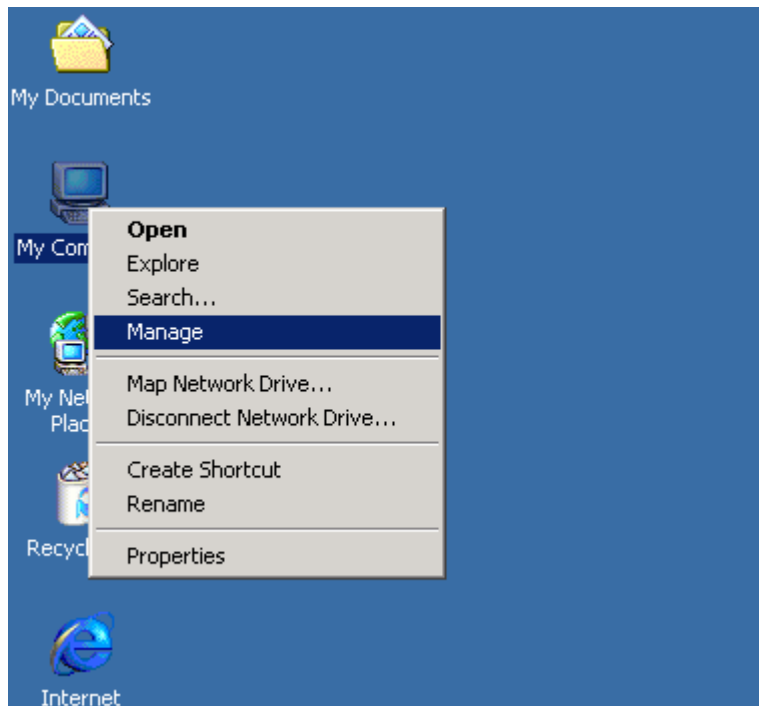 My Documents
My Com
Open
Explore
Search...
Manage
Map Network Drive...
Disconnect Network Drive...
Create Shortcut
Rename
Properties
My Net
Plac
Recycl
Internet